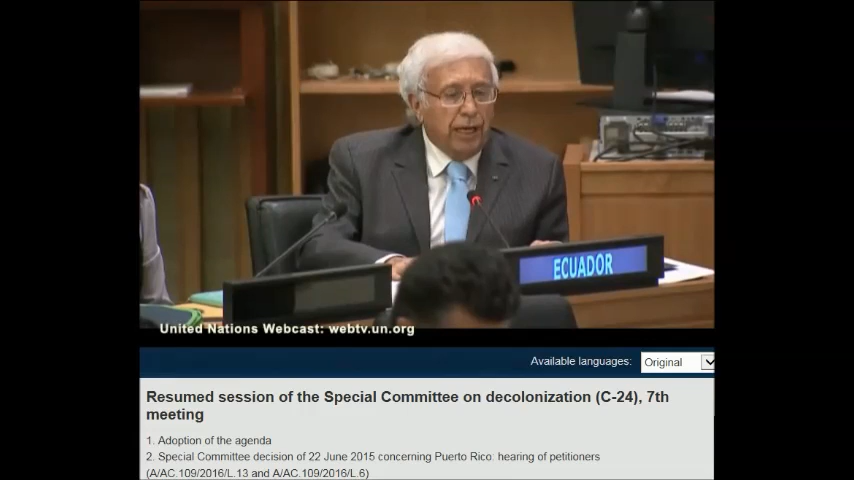 ECUADOR
United Nations Webcast: webtv.un.org
Available languages: Original
Resumed session of the Special Committee on decolonization (C-24), 7th
meeting
1. Adoption of the agenda
2. Special Committee decision of 22 June 2015 concerning Puerto Rico: hearing of petitioners
(A/AC.109/2016/L.13 and A/AC.109/2016/L.6)